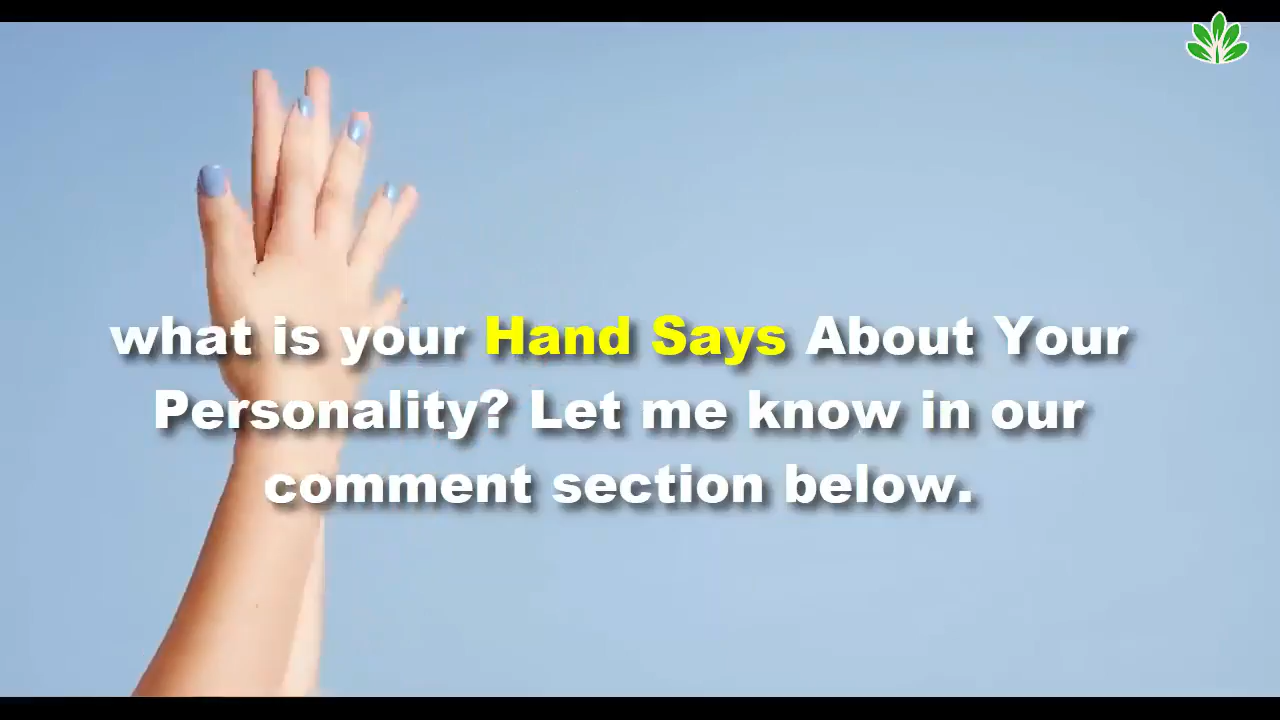 what is your Hand Says About Your
Personality? Let me know in our
comment section below.